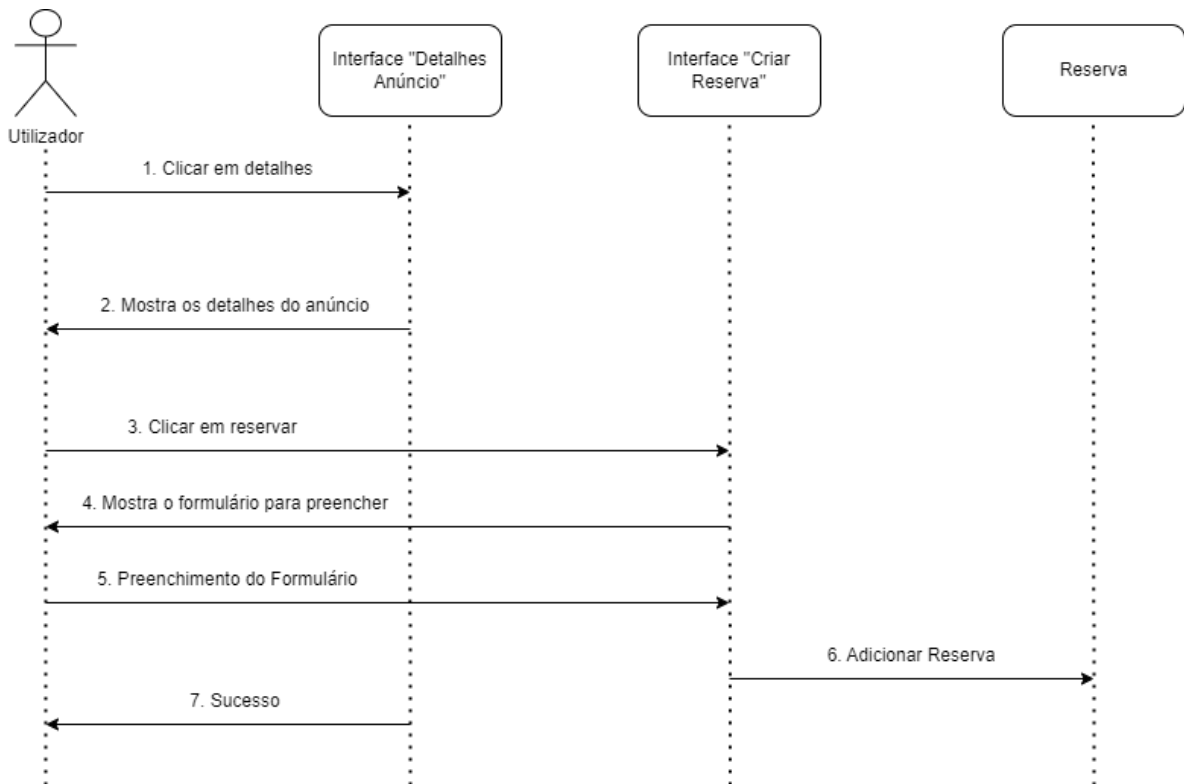 Utilizador
Interface "Detalhes
Anúncio"
Interface "Criar
Reserva"
Reserva
1. Clicar em detalhes
2. Mostra os detalhes do anúncio
3. Clicar em reservar
4. Mostra o formulário para preencher
5. Preenchimento do Formulário
6. Adicionar Reserva
7. Sucesso